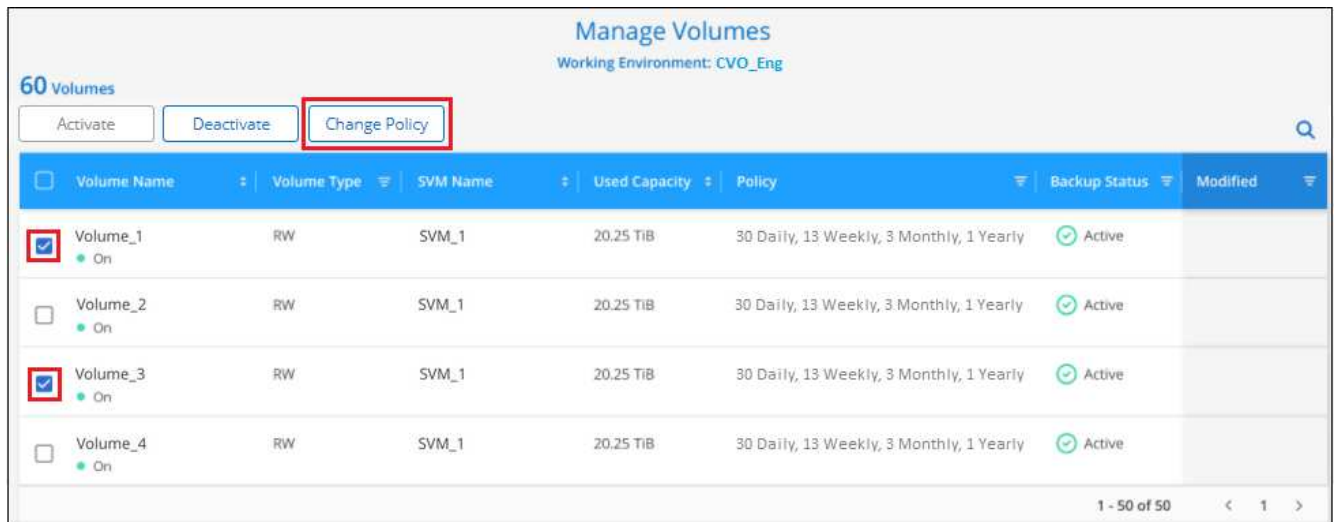 Manage Volumes
Working Environment: CVO_Eng
60 Volumes
Activate Deactivate Change Policy
Volume Name Volume Type SVM Name Used Capacity Policy Backup Status Modified
Volume_1 RW SVM_1 20.25 TiB 30 Daily, 13 Weekly, 3 Monthly, 1 Yearly Active
On
Volume_2 RW SVM_1 20.25 TiB 30 Daily, 13 Weekly, 3 Monthly, 1 Yearly Active
On
Volume_3 RW SVM_1 20.25 TiB 30 Daily, 13 Weekly, 3 Monthly, 1 Yearly Active
On
Volume_4 RW SVM_1 20.25 TiB 30 Daily, 13 Weekly, 3 Monthly, 1 Yearly Active
On
1 - 50 of 50 < 1 >